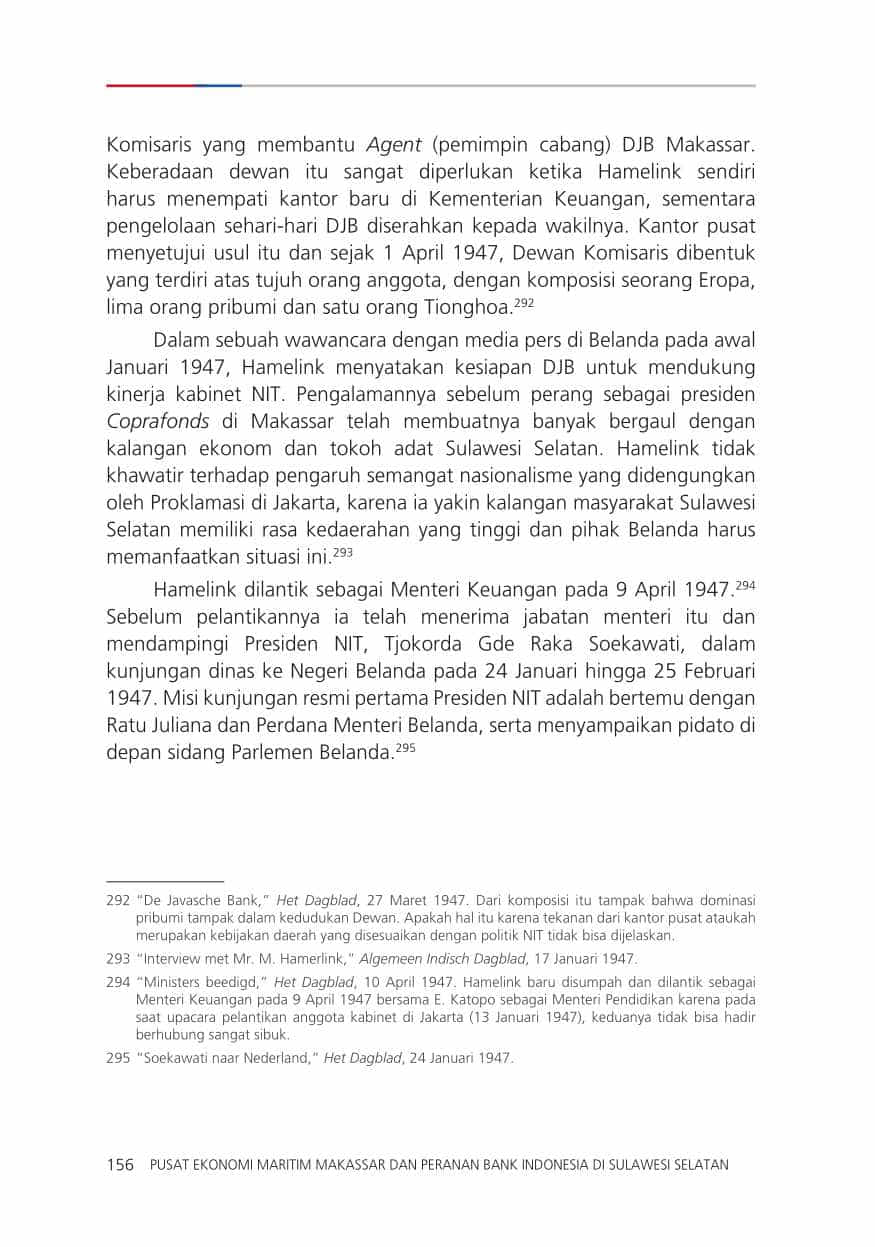 Komisaris yang membantu Agent (pemimpin cabang) DJB Makassar.
Keberadaan dewan itu sangat diperlukan ketika Hamelink sendiri
harus menempati kantor baru di Kementerian Keuangan, sementara
pengelolaan sehari-hari DJB diserahkan kepada wakilnya. Kantor pusat
menyetujui usul itu dan sejak 1 April 1947, Dewan Komisaris dibentuk
yang terdiri atas tujuh orang anggota, dengan komposisi seorang Eropa,
lima orang pribumi dan satu orang Tionghoa.292
Dalam sebuah wawancara dengan media pers di Belanda pada awal
Januari 1947, Hamelink menyatakan kesiapan DJB untuk mendukung
kinerja kabinet NIT. Pengalamannya sebelum perang sebagai presiden
Coprafonds di Makassar telah membuatnya banyak bergaul dengan
kalangan ekonom dan tokoh adat Sulawesi Selatan. Hamelink tidak
khawatir terhadap pengaruh semangat nasionalisme yang didengungkan
oleh Proklamasi di Jakarta, karena ia yakin kalangan masyarakat Sulawesi
Selatan memiliki rasa kedaerahan yang tinggi dan pihak Belanda harus
memanfaatkan situasi ini.293
Hamelink dilantik sebagai Menteri Keuangan pada 9 April 1947.294
Sebelum pelantikannya ia telah menerima jabatan menteri itu dan
mendampingi Presiden NIT, Tjokorda Gde Raka Soekawati, dalam
kunjungan dinas ke Negeri Belanda pada 24 Januari hingga 25 Februari
1947. Misi kunjungan resmi pertama Presiden NIT adalah bertemu dengan
Ratu Juliana dan Perdana Menteri Belanda, serta menyampaikan pidato di
depan sidang Parlemen Belanda.295
292 “De Javasche Bank,” Het Dagblad, 27 Maret 1947. Dari komposisi itu tampak bahwa dominasi
pribumi tampak dalam kedudukan Dewan. Apakah hal itu karena tekanan dari kantor pusat ataukah
merupakan kebijakan daerah yang disesuaikan dengan politik NIT tidak bisa dijelaskan.
293 “Interview met Mr. M. Hamerlink,” Algemeen Indisch Dagblad, 17 Januari 1947.
294 “Ministers beedigd,” Het Dagblad, 10 April 1947. Hamelink baru disumpah dan dilantik sebagai
Menteri Keuangan pada 9 April 1947 bersama E. Katopo sebagai Menteri Pendidikan karena pada
saat upacara pelantikan anggota kabinet di Jakarta (13 Januari 1947), keduanya tidak bisa hadir
berhubung sangat sibuk.
295 “Soekawati naar Nederland,” Het Dagblad, 24 Januari 1947.
156 PUSAT EKONOMI MARITIM MAKASSAR DAN PERANAN BANK INDONESIA DI SULAWESI SELATAN